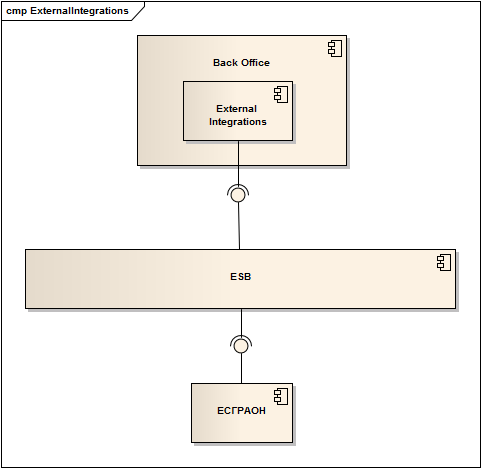 cmp ExternalIntegrations
Back Office
External
Integrations
ESB
ЕСГРАОН